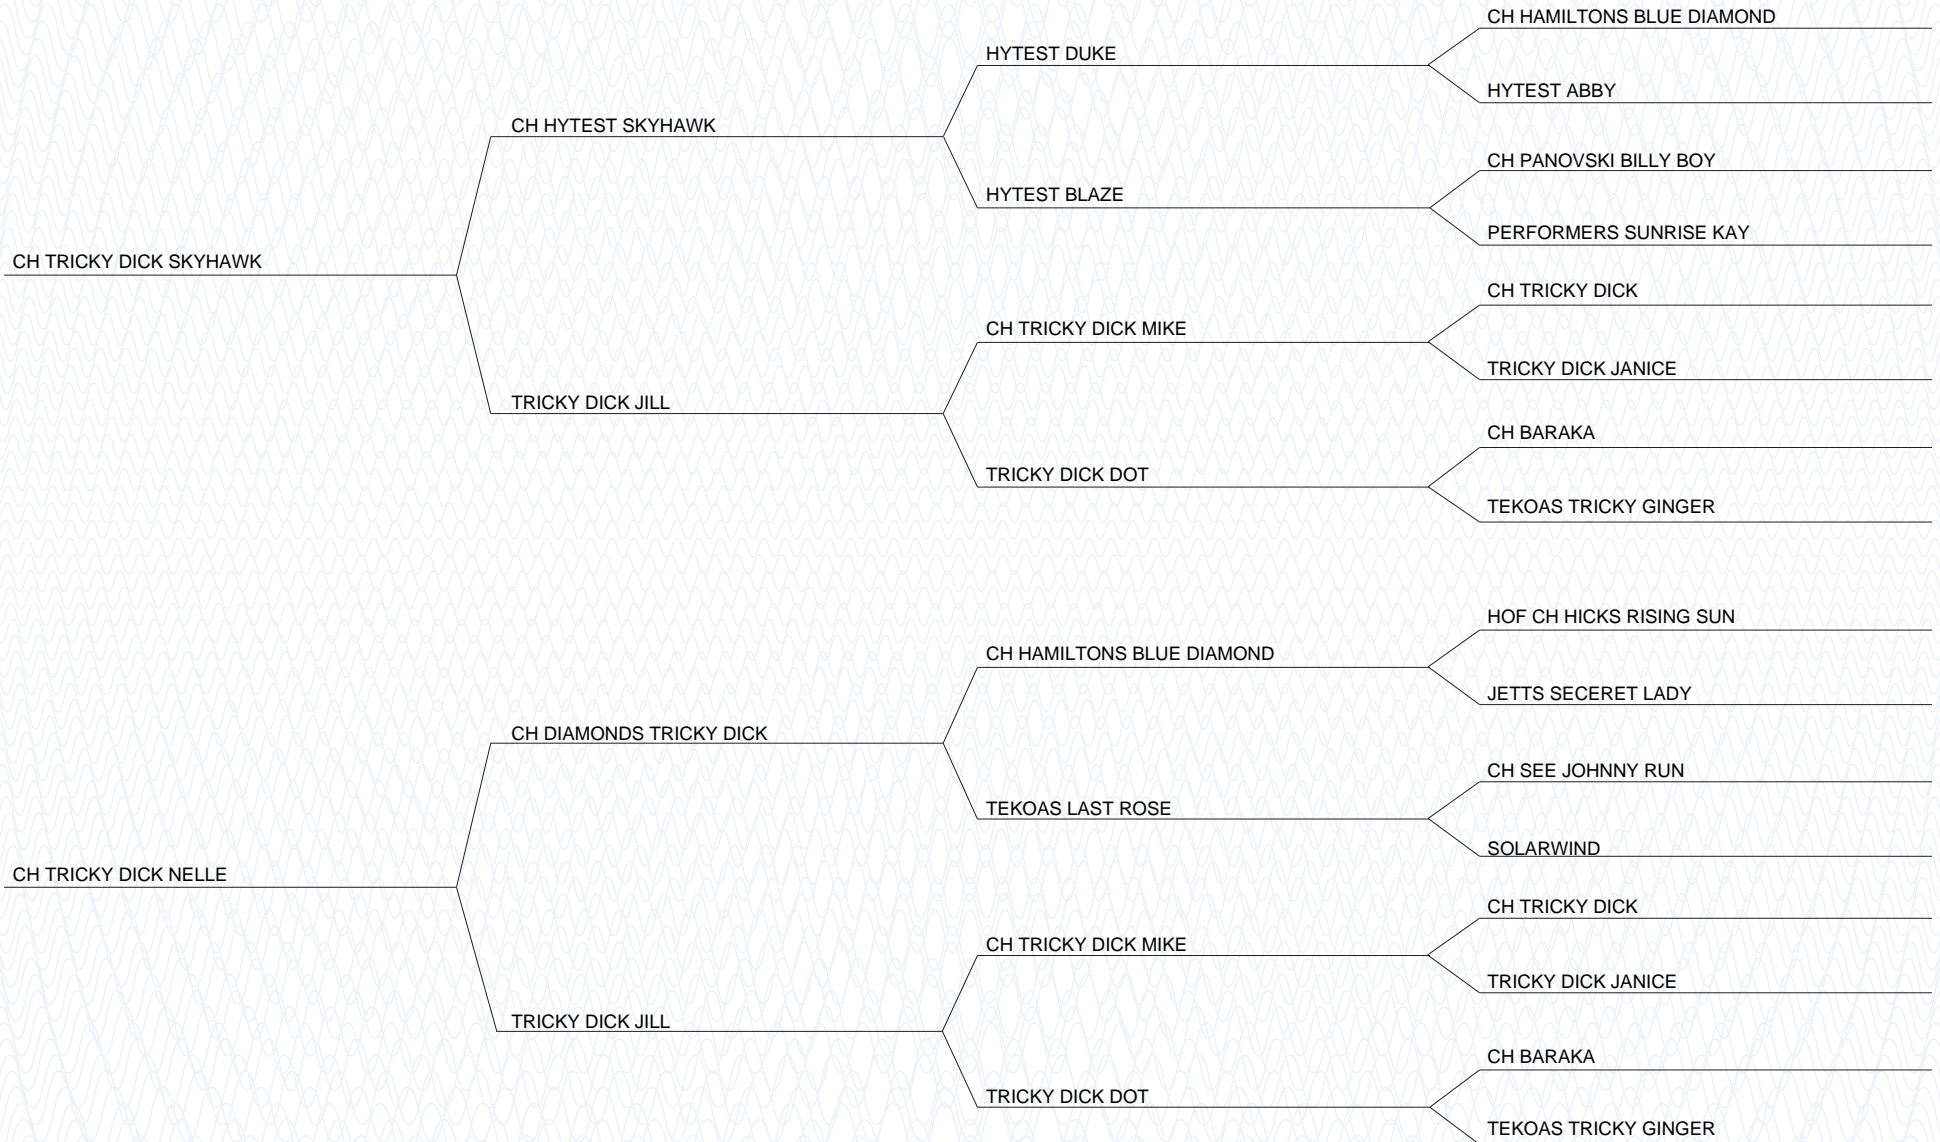 CH HAMILTONS BLUE DIAMOND
HYTEST DUKE
HYTEST ABBY
CH HYTEST SKYHAWK
CH PANOVSKI BILLY BOY
HYTEST BLAZE
PERFORMERS SUNRISE KAY
CH TRICKY DICK SKYHAWK
CH TRICKY DICK
CH TRICKY DICK MIKE
TRICKY DICK JANICE
TRICKY DICK JILL
CH BARAKA
TRICKY DICK DOT
TEKOAS TRICKY GINGER
HOF CH HICKS RISING SUN
CH HAMILTONS BLUE DIAMOND
JETTS SECERET LADY
CH DIAMONDS TRICKY DICK
CH SEE JOHNNY RUN
TEKOAS LAST ROSE
SOLARWIND
CH TRICKY DICK NELLE
CH TRICKY DICK
CH TRICKY DICK MIKE
TRICKY DICK JANICE
TRICKY DICK JILL
CH BARAKA
TRICKY DICK DOT
TEKOAS TRICKY GINGER